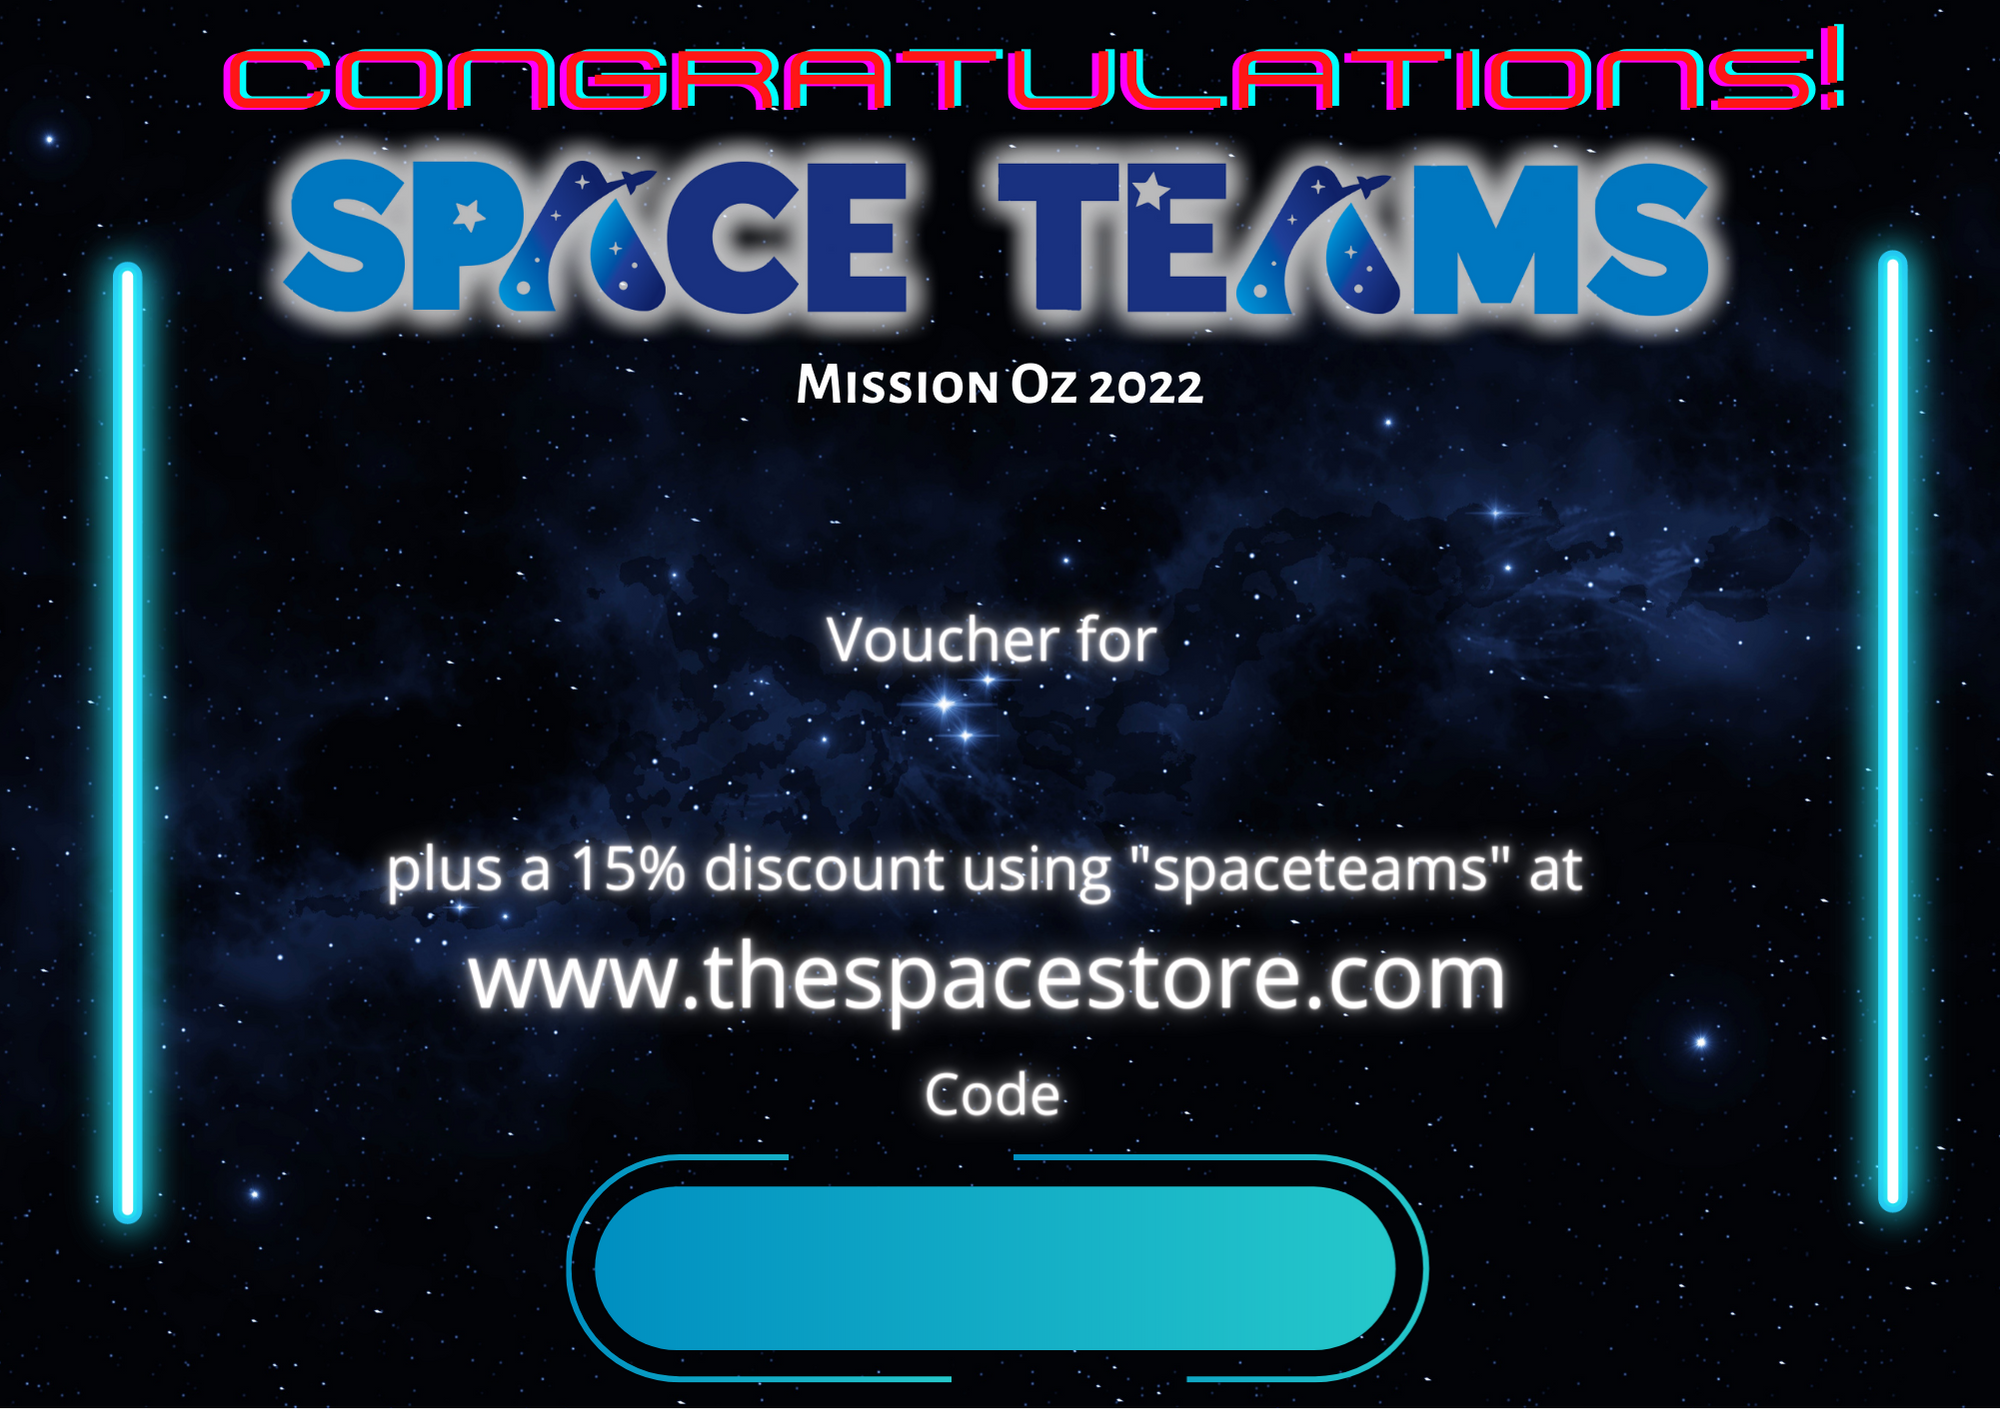 CONGRATULATIONS!
SPACE TEAMS
Mission Oz 2022
Voucher for
plus a 15% discount using "spaceteams" at
www.thespacestore.com
Code